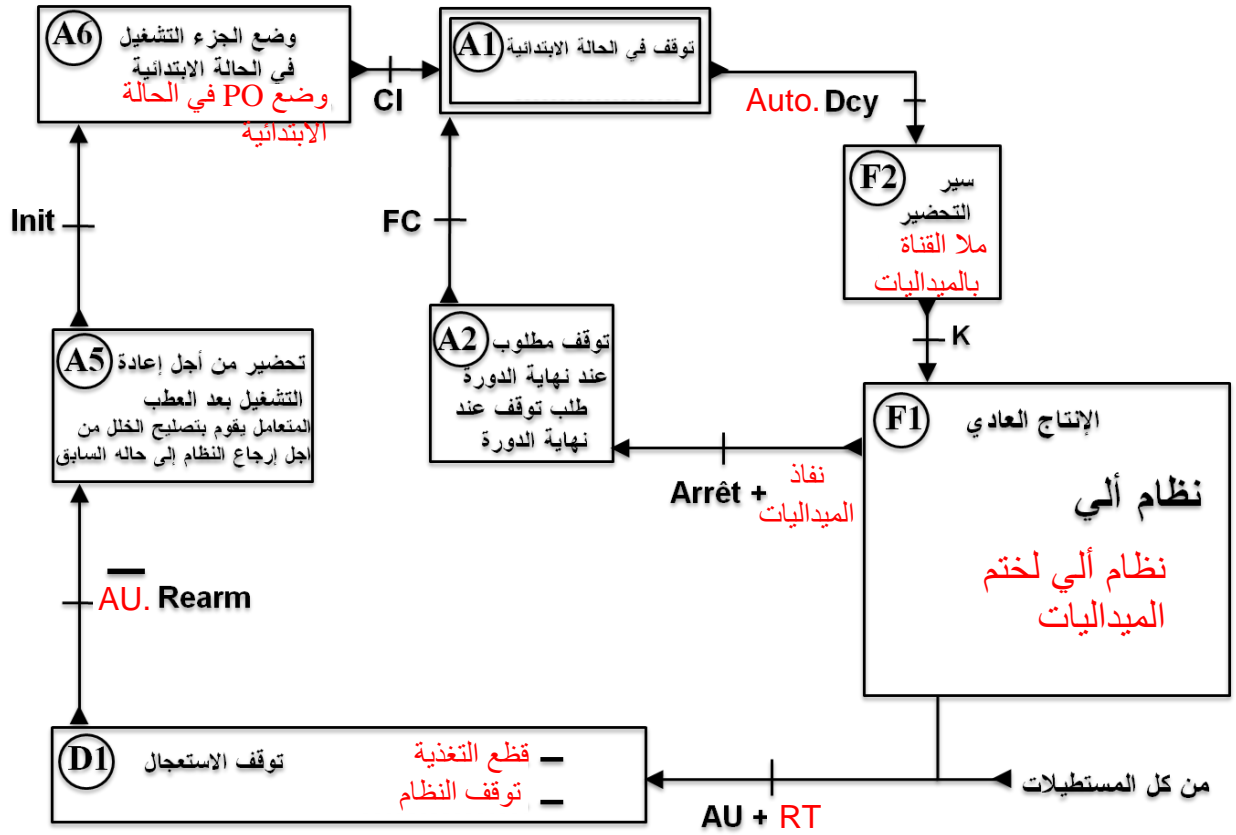 A6
وضع الجزء التشغيل
في الحالة الابتدائية
وضع PO في الحالة
الابتدائية
CI
A1
توقف في الحالة الابتدائية
Auto. Dcy
F2
سير
التحضير
ملا القناة
بالميداليات
K
Init
FC
A5
تحضير من أجل إعادة
التشغيل بعد العطب
المتعامل يقوم بتصليح الخلل من
اجل إرجاع النظام إلى حاله السابق
A2
توقف مطلوب
عند نهاية الدورة
طلب توقف عند
نهاية الدورة
F1
الإنتاج العادي
نظام ألي
نظام ألي لختم
الميداليات
Arrêt + نفاذ
الميداليات
A̅U̅. Rearm
D1
توقف الاستعجال
– قظع التغذية
– توقف النظام
AU + RT
من كل المستطيلات